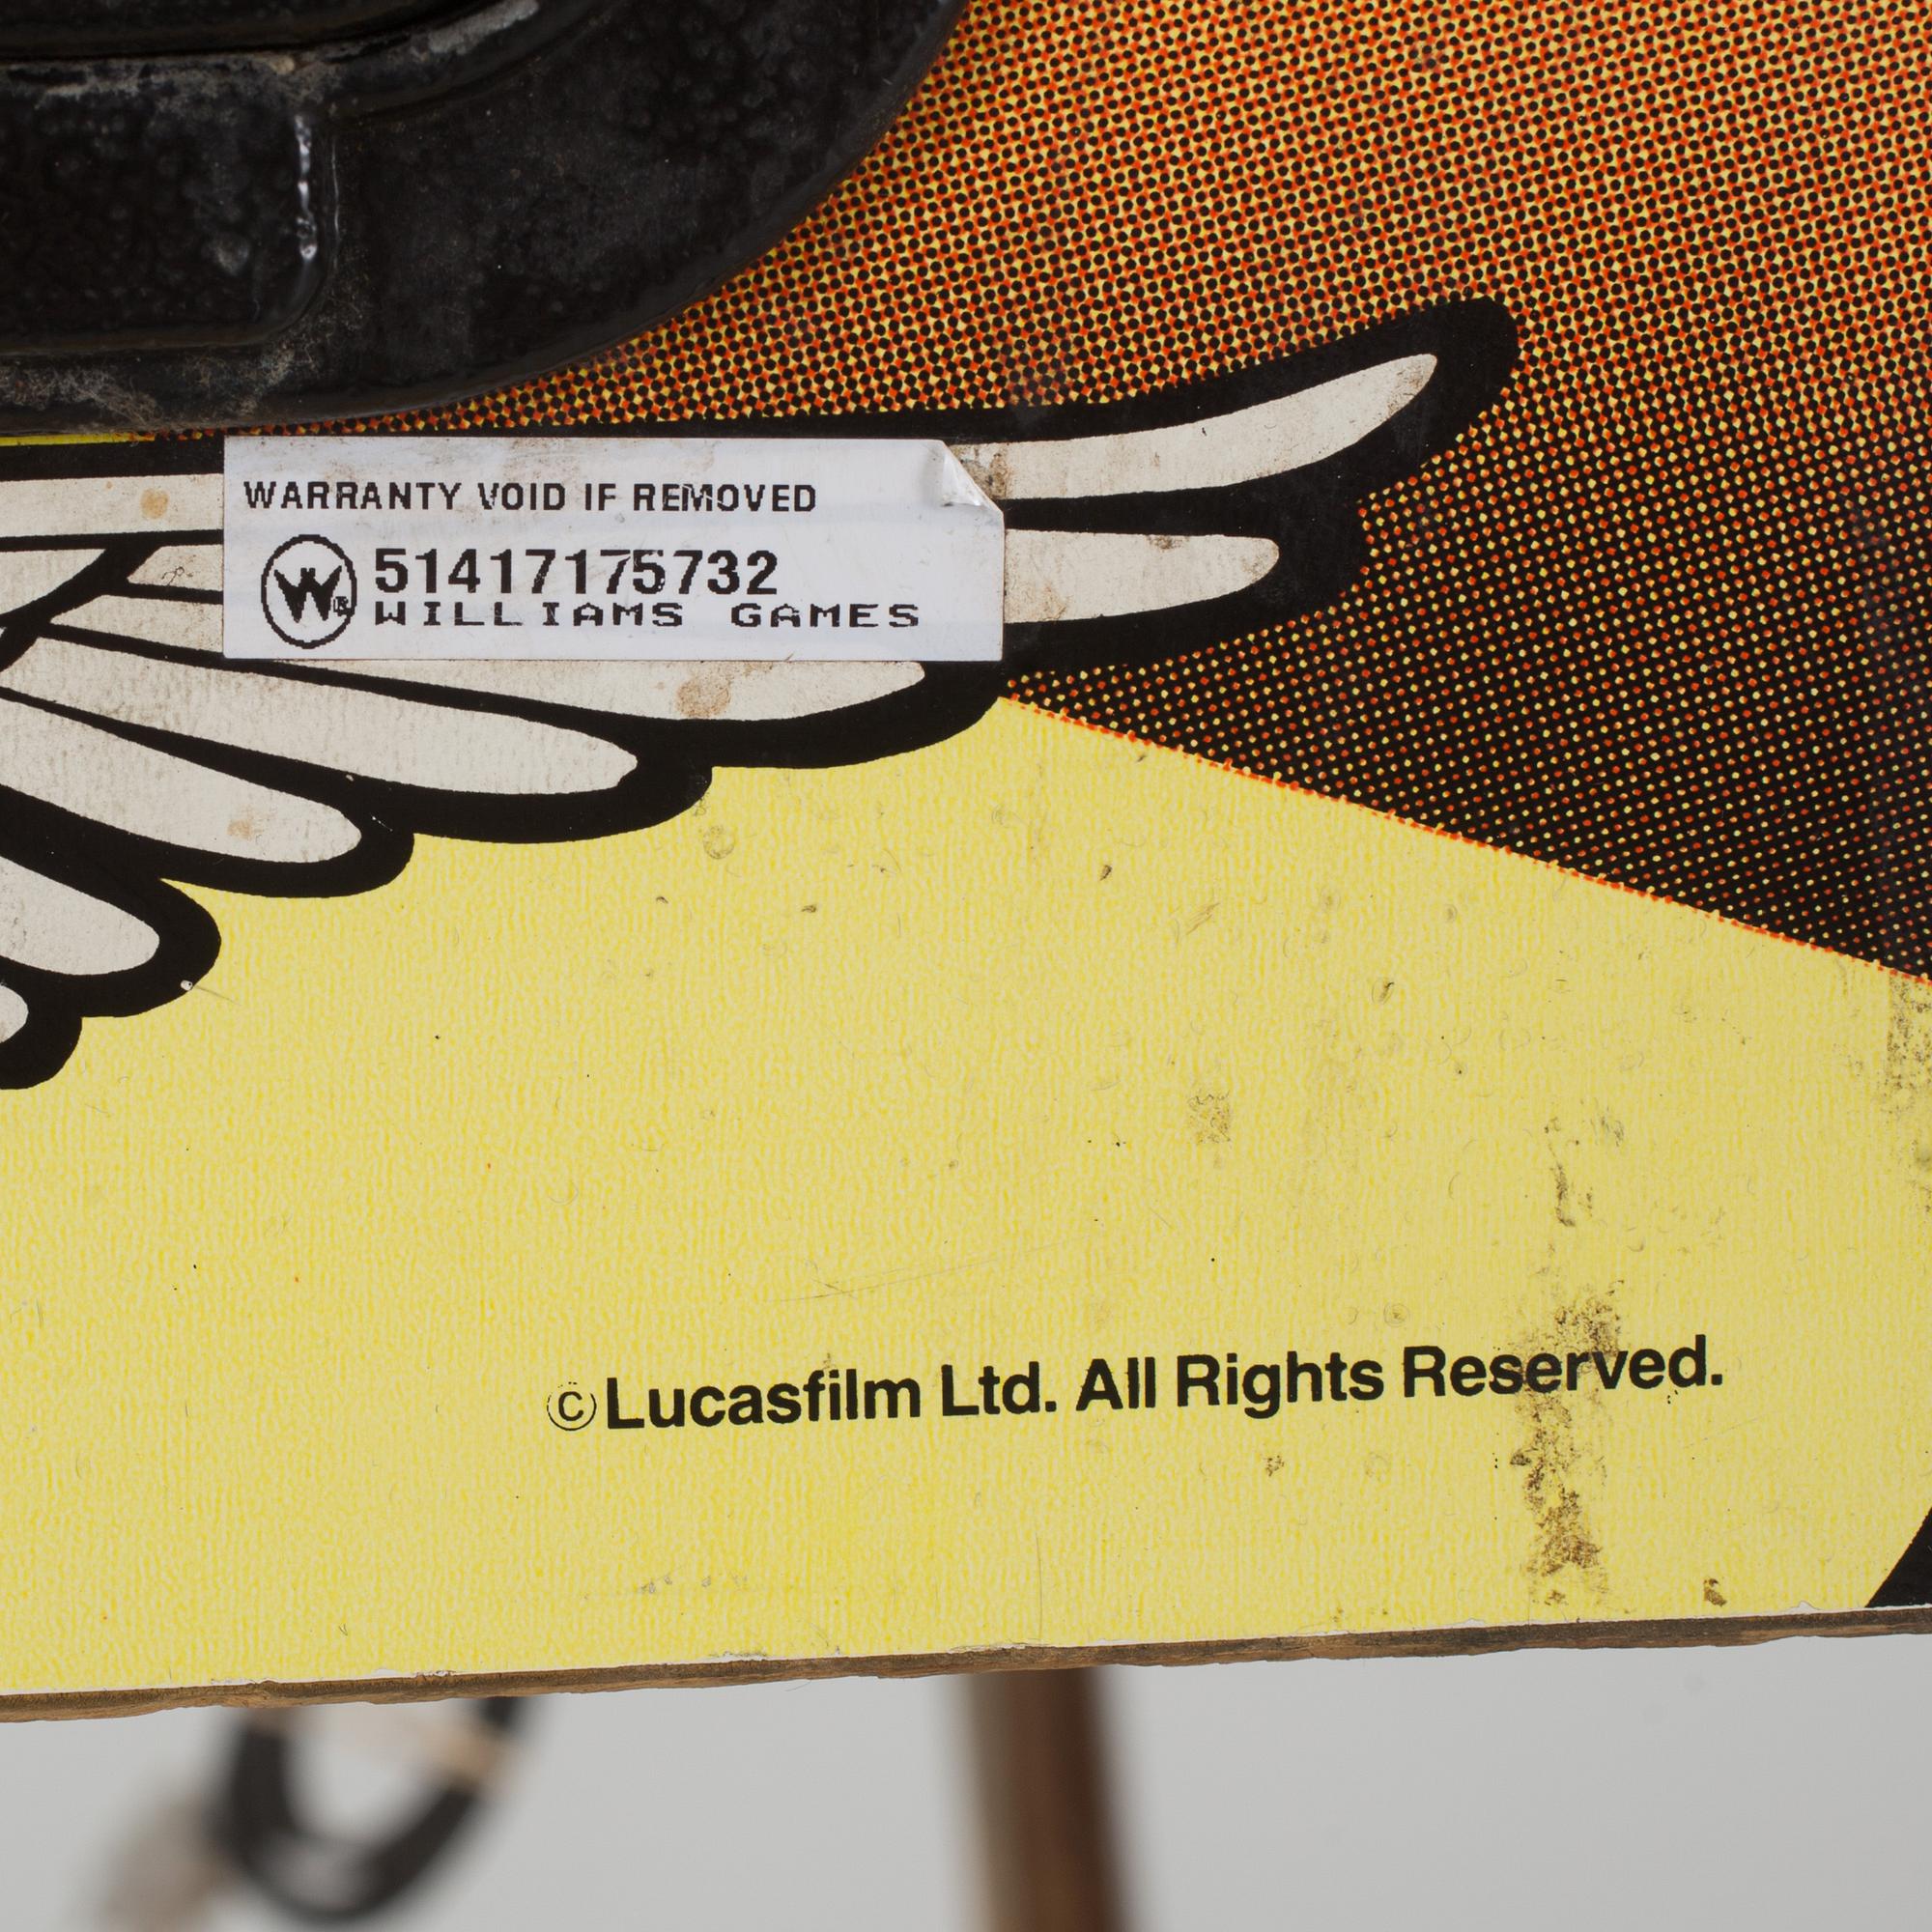 WARRANTY VOID IF REMOVED
W®
51417175732
WILLIAMS GAMES
©Lucasfilm Ltd. All Rights Reserved.